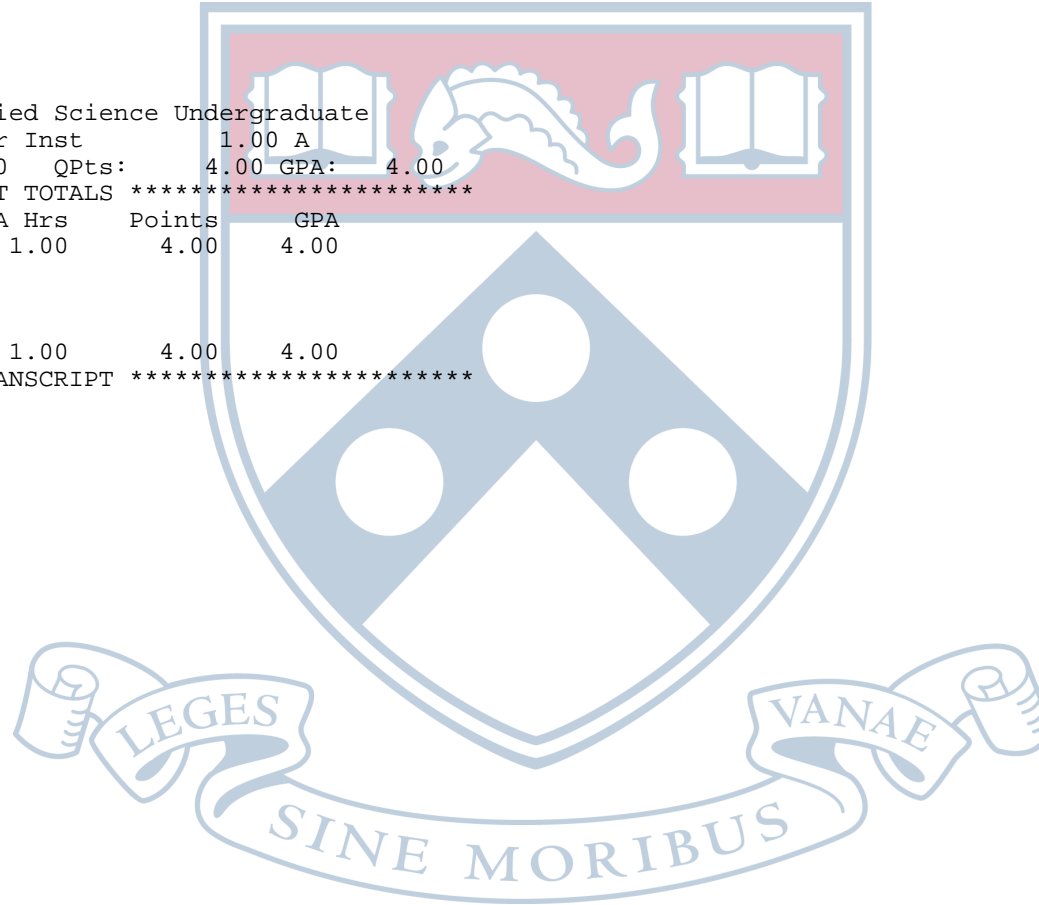 ied Science Undergraduate
r Inst 1.00 A
0 QPts: 4.00 GPA: 4.00
T TOTALS ***********************
A Hrs Points GPA
1.00 4.00 4.00
1.00 4.00 4.00
ANSCRIPT ***********************
LEGES
VANAE
SINE MORIBUS